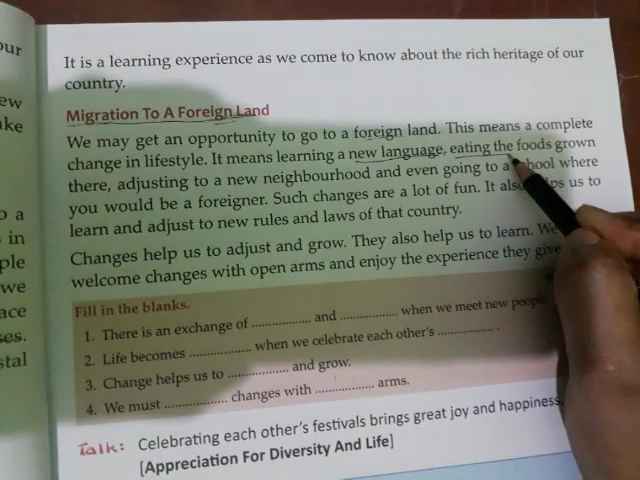 our
ew
ake
o a
in
ple
we
ace
ses.
stal
It is a learning experience as we come to know about the rich heritage of our
country.
Migration To A Foreign Land
We may get an opportunity to go to a foreign land. This means a complete
change in lifestyle. It means learning a new language, eating the foods grown
there, adjusting to a new neighbourhood and even going to a school where
you would be a foreigner. Such changes are a lot of fun. It also helps us to
learn and adjust to new rules and laws of that country.
Changes help us to adjust and grow. They also help us to learn. We
welcome changes with open arms and enjoy the experience they give
Fill in the blanks.
1. There is an exchange of .................. and .................. when we meet new people
2. Life becomes .................. when we celebrate each other's .................. .
3. Change helps us to .................. and grow.
4. We must .................. changes with .................. arms.
Talk: Celebrating each other's festivals brings great joy and happiness.
[Appreciation For Diversity And Life]